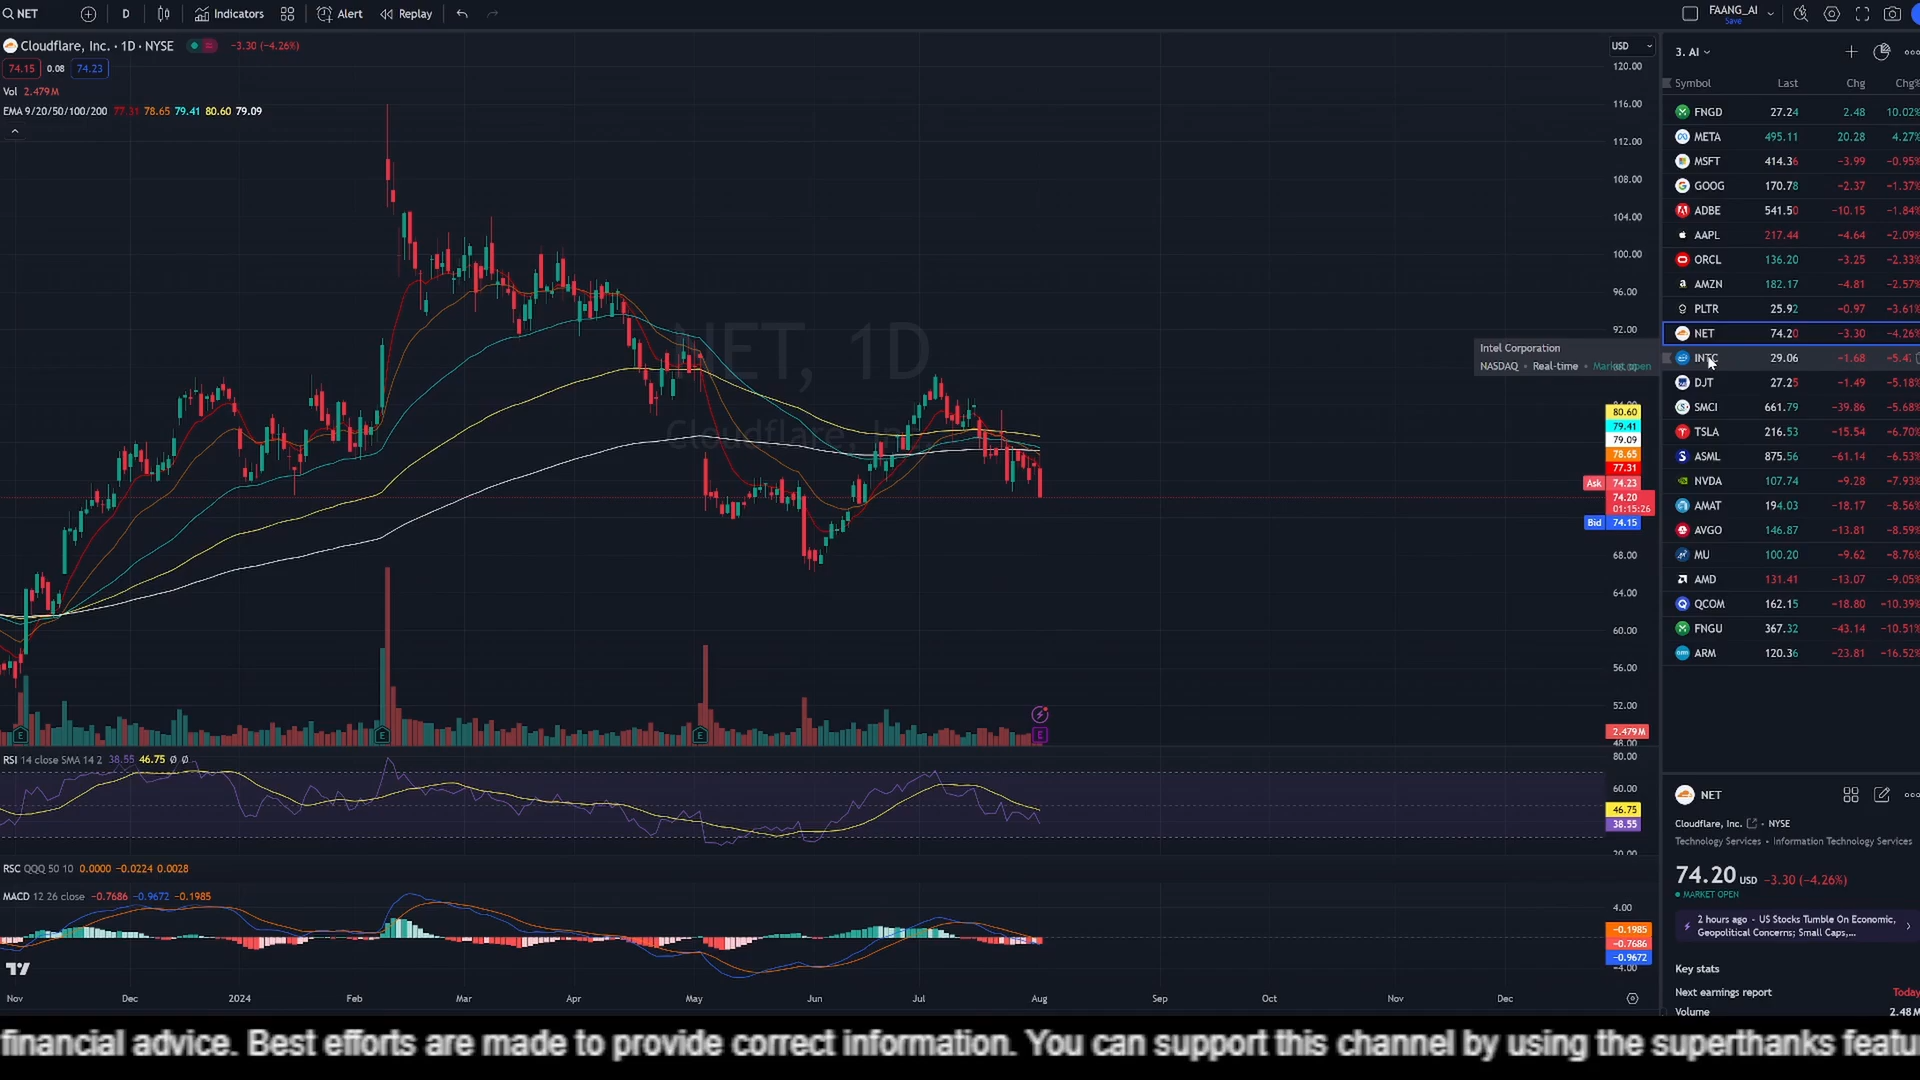 NET D Indicators Alert Replay FAANG_AI
Save
Cloudflare, Inc. · 1D · NYSE −3.30 (−4.26%)
74.15 0.08 74.23
Vol 2.479M
EMA 9/20/50/100/200 77.31 78.65 79.41 80.60 79.09
NET, 1D
Cloudflare, Inc.
USD
120.00
116.00
112.00
108.00
104.00
100.00
96.00
92.00
80.60
79.41
79.09
78.65
77.31
Ask 74.23
74.20
01:15:26
Bid 74.15
68.00
64.00
60.00
56.00
52.00
2.479M
48.00
Intel Corporation
NASDAQ • Real-time • Market open
E E E E
RSI 14 close SMA 14 2 38.55 46.75 Ø Ø
80.00
60.00
46.75
38.55
20.00
RSC QQQ 50 10 0.0000 −0.0224 0.0028
MACD 12 26 close −0.7686 −0.9672 −0.1985
4.00
−0.1985
−0.7686
−0.9672
−4.00
Nov Dec 2024 Feb Mar Apr May Jun Jul Aug Sep Oct Nov Dec
3. AI
Symbol Last Chg Chg%
FNGD 27.24 2.48 10.02%
META 495.11 20.28 4.27%
MSFT 414.36 −3.99 −0.95%
GOOG 170.78 −2.37 −1.37%
ADBE 541.50 −10.15 −1.84%
AAPL 217.44 −4.64 −2.09%
ORCL 136.20 −3.25 −2.33%
AMZN 182.17 −4.81 −2.57%
PLTR 25.92 −0.97 −3.61%
NET 74.20 −3.30 −4.26%
INTC 29.06 −1.68 −5.47
DJT 27.25 −1.49 −5.18%
SMCI 661.79 −39.86 −5.68%
TSLA 216.53 −15.54 −6.70%
ASML 875.56 −61.14 −6.53%
NVDA 107.74 −9.28 −7.93%
AMAT 194.03 −18.17 −8.56%
AVGO 146.87 −13.81 −8.59%
MU 100.20 −9.62 −8.76%
AMD 131.41 −13.07 −9.05%
QCOM 162.15 −18.80 −10.39%
FNGU 367.32 −43.14 −10.51%
ARM 120.36 −23.81 −16.52%
NET
Cloudflare, Inc. • NYSE
Technology Services • Information Technology Services
74.20 USD −3.30 (−4.26%)
MARKET OPEN
2 hours ago • US Stocks Tumble On Economic,
Geopolitical Concerns; Small Caps,...
Key stats
Next earnings report Today
Volume 2.48M
financial advice. Best efforts are made to provide correct information. You can support this channel by using the superthanks featu